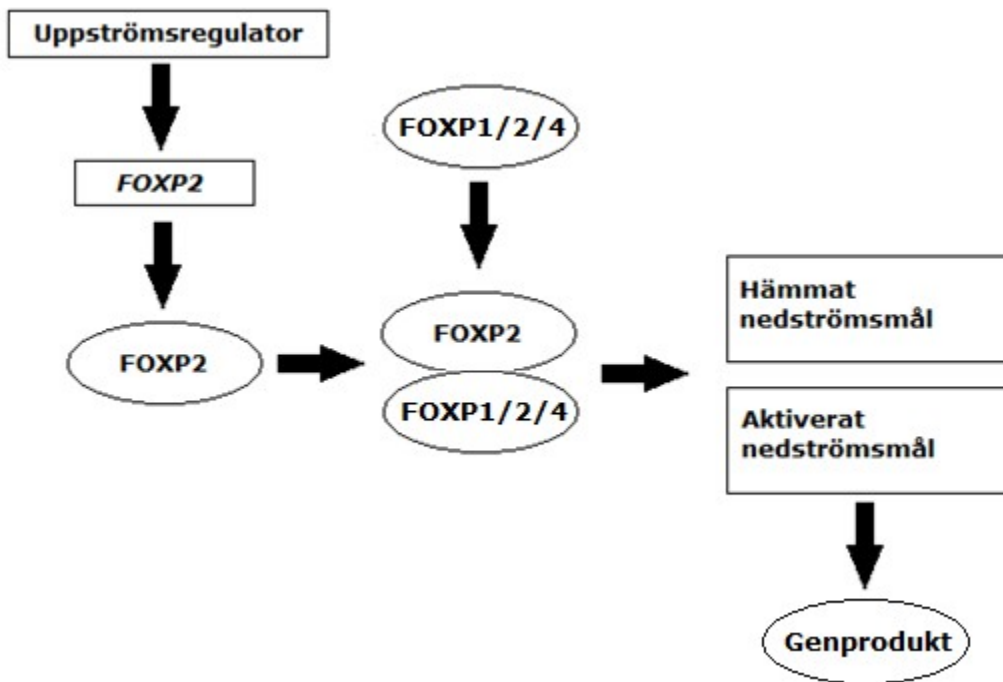 Uppströmsregulator
FOXP2
FOXP2
FOXP1/2/4
FOXP2
FOXP1/2/4
Hämmat
nedströmsmål
Aktiverat
nedströmsmål
Genprodukt